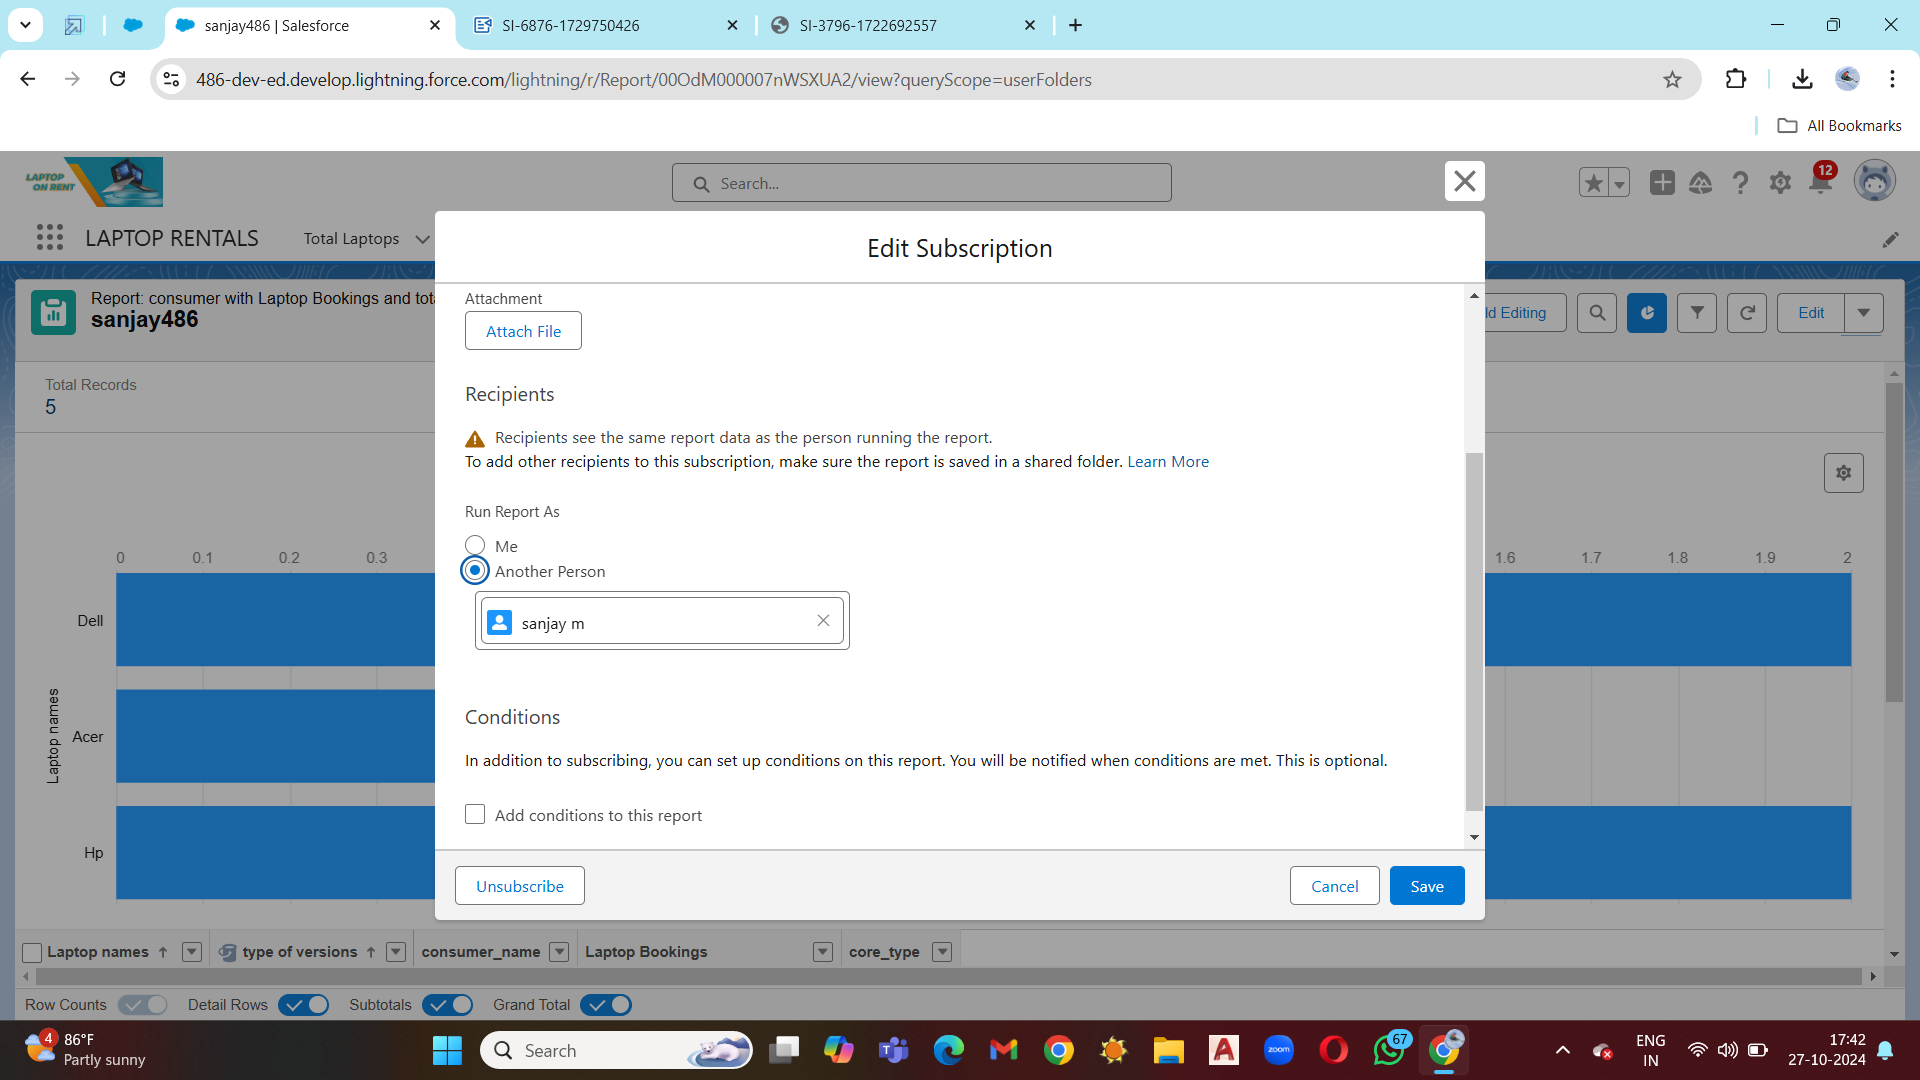 sanjay486 | Salesforce
SI-6876-1729750426
SI-3796-1722692557
486-dev-ed.develop.lightning.force.com/lightning/r/Report/00OdM000007nWSXUA2/view?queryScope=userFolders
All Bookmarks
LAPTOP
ON RENT
Search...
12
LAPTOP RENTALS
Total Laptops
Edit Subscription
Report: consumer with Laptop Bookings and tot
sanjay486
ld Editing
Edit
Attachment
Attach File
Total Records
5
Recipients
Recipients see the same report data as the person running the report.
To add other recipients to this subscription, make sure the report is saved in a shared folder. Learn More
Run Report As
Me
Another Person
sanjay m
0 0.1 0.2 0.3 1.6 1.7 1.8 1.9 2
Laptop names
Dell
Acer
Hp
Conditions
In addition to subscribing, you can set up conditions on this report. You will be notified when conditions are met. This is optional.
Add conditions to this report
Unsubscribe
Cancel
Save
Laptop names type of versions consumer_name Laptop Bookings core_type
Row Counts Detail Rows Subtotals Grand Total
4
86°F
Partly sunny
Search
zoom
67
ENG
IN
17:42
27-10-2024